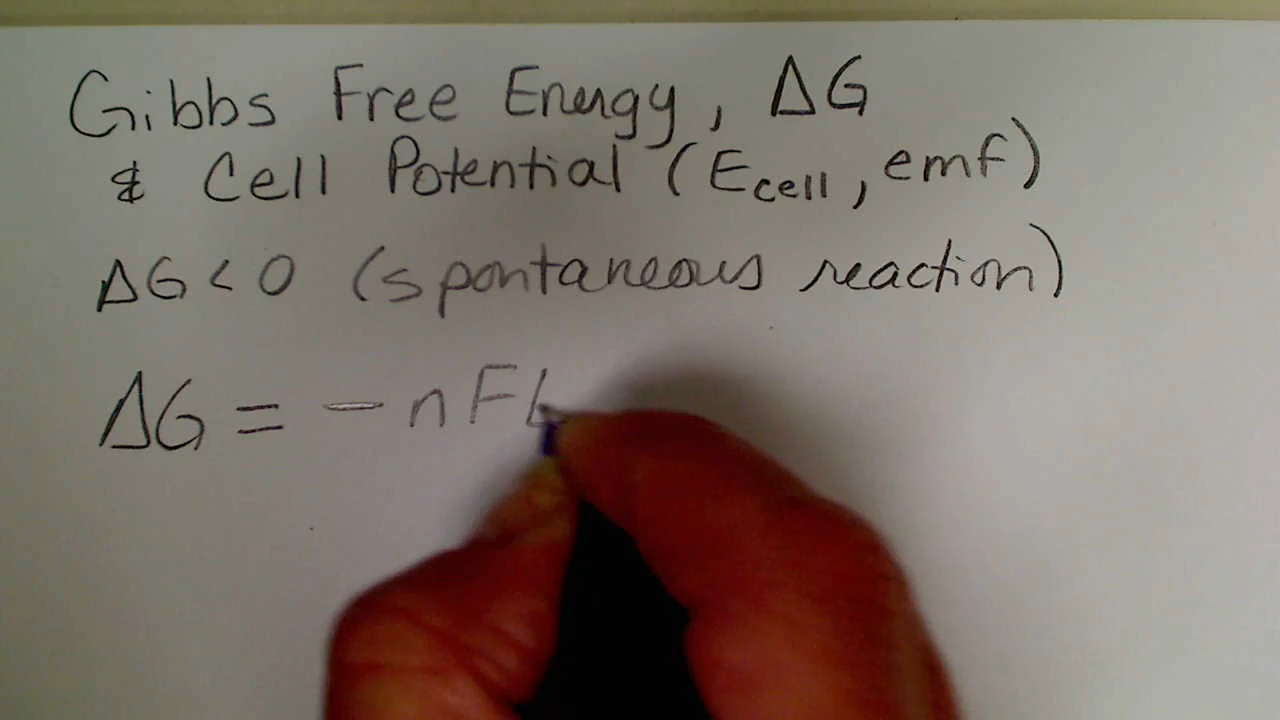 Gibbs Free Energy, ΔG
& Cell Potential (Ecell, emf)
ΔG < 0 (spontaneous reaction)
ΔG = - nF